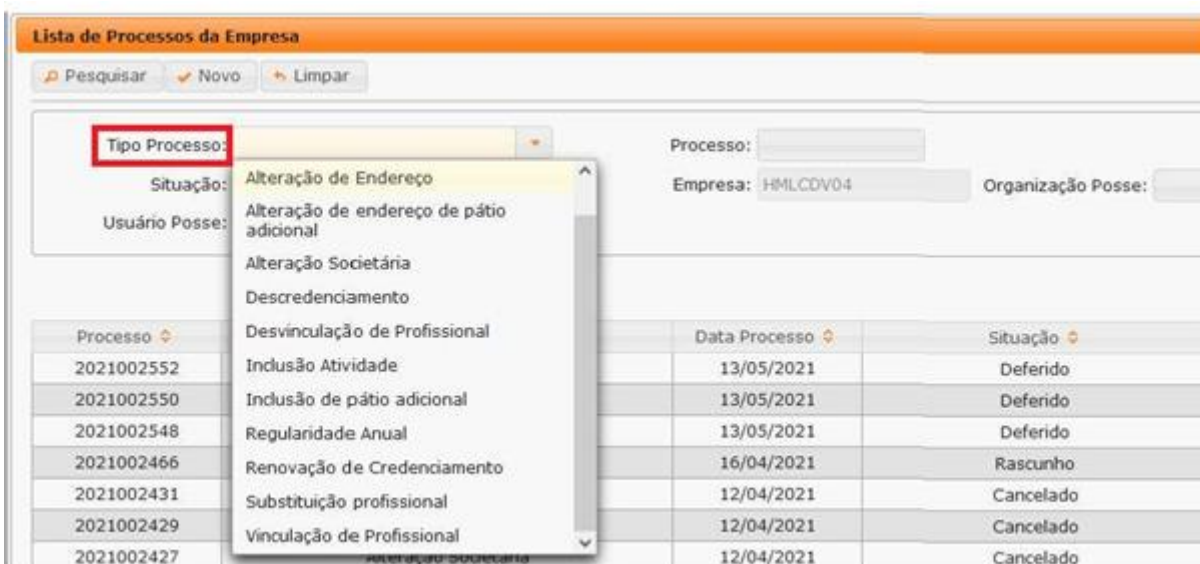 Lista de Processos da Empresa
Pesquisar Novo Limpar
Tipo Processo: Processo:
Situação: Empresa: HMLCDV04 Organização Posse:
Usuário Posse:
Alteração de Endereço
Alteração de endereço de pátio
adicional
Alteração Societária
Descredenciamento
Desvinculação de Profissional
Inclusão Atividade
Inclusão de pátio adicional
Regularidade Anual
Renovação de Credenciamento
Substituição profissional
Vinculação de Profissional
Processo Data Processo Situação
2021002552 13/05/2021 Deferido
2021002550 13/05/2021 Deferido
2021002548 13/05/2021 Deferido
2021002466 16/04/2021 Rascunho
2021002431 12/04/2021 Cancelado
2021002429 12/04/2021 Cancelado
2021002427 Alteração Societária 12/04/2021 Cancelado